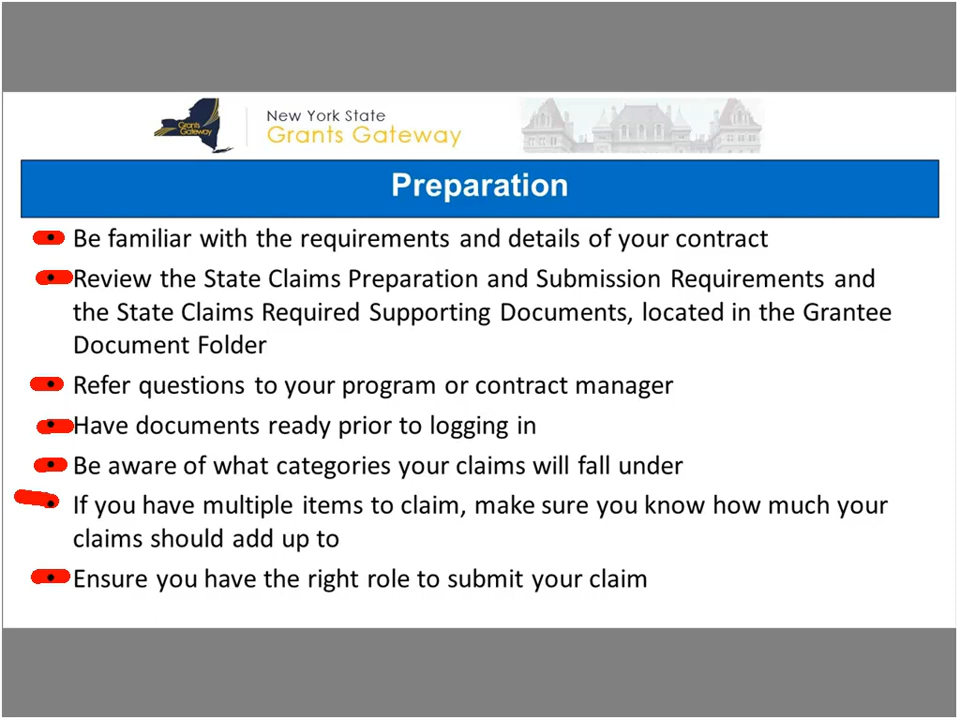 Grants
Gateway
New York State
Grants Gateway
Preparation
• Be familiar with the requirements and details of your contract
• Review the State Claims Preparation and Submission Requirements and
the State Claims Required Supporting Documents, located in the Grantee
Document Folder
• Refer questions to your program or contract manager
• Have documents ready prior to logging in
• Be aware of what categories your claims will fall under
• If you have multiple items to claim, make sure you know how much your
claims should add up to
• Ensure you have the right role to submit your claim